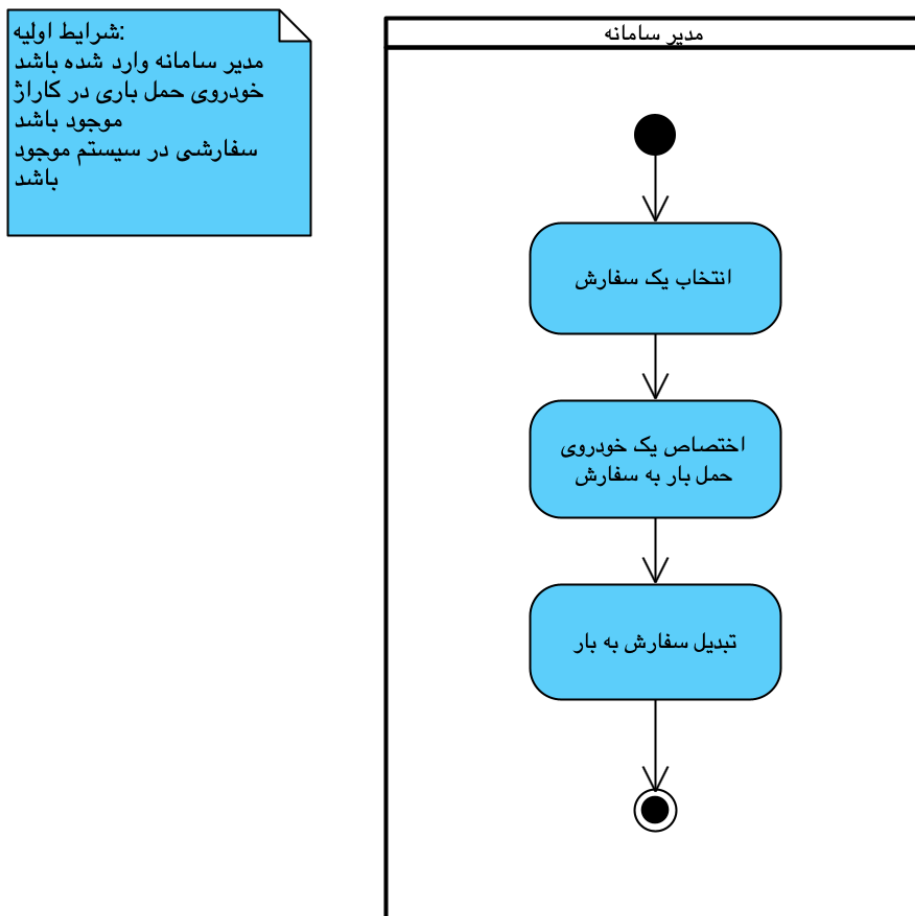 شرایط اولیه:
مدیر سامانه وارد شده باشد
خودروی حمل باری در کاراژ
موجود باشد
سفارشی در سیستم موجود
باشد
مدیر سامانه
انتخاب یک سفارش
اختصاص یک خودروی
حمل بار به سفارش
تبدیل سفارش به بار